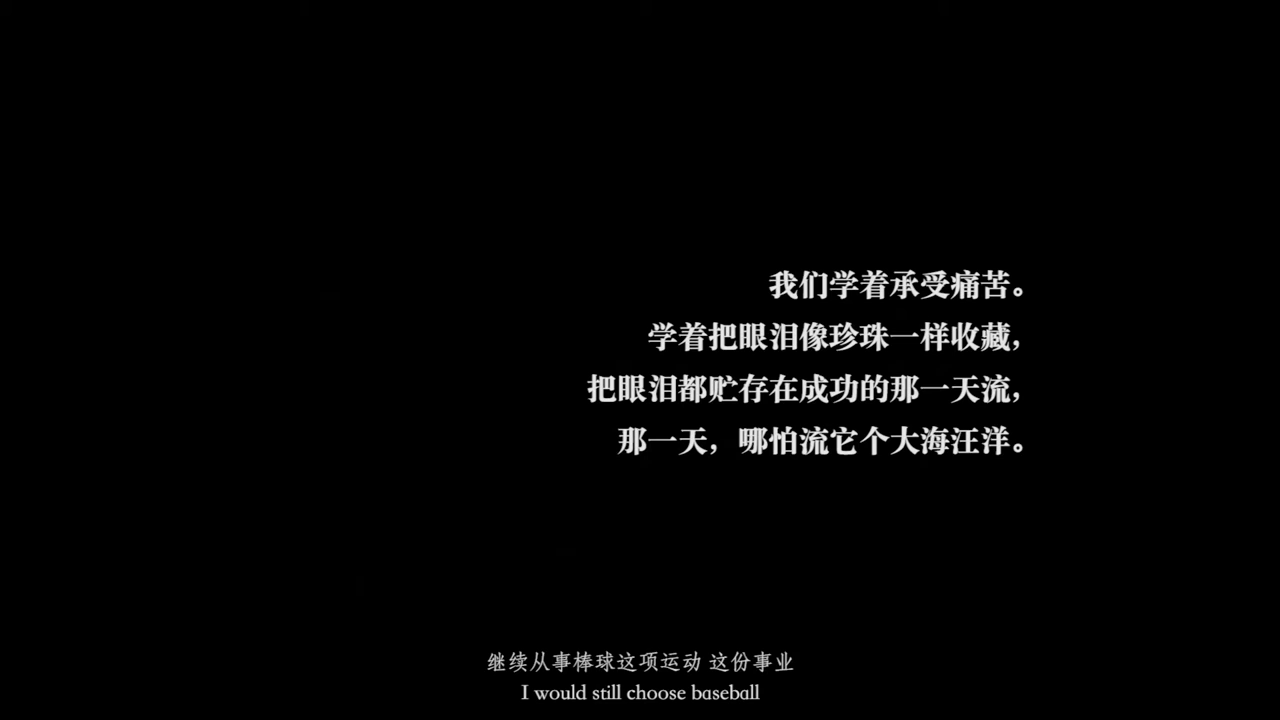 我们学着承受痛苦。
学着把眼泪像珍珠一样收藏，
把眼泪都贮存在成功的那一天流，
那一天，哪怕流它个大海汪洋。
继续从事棒球这项运动 这份事业
I would still choose baseball